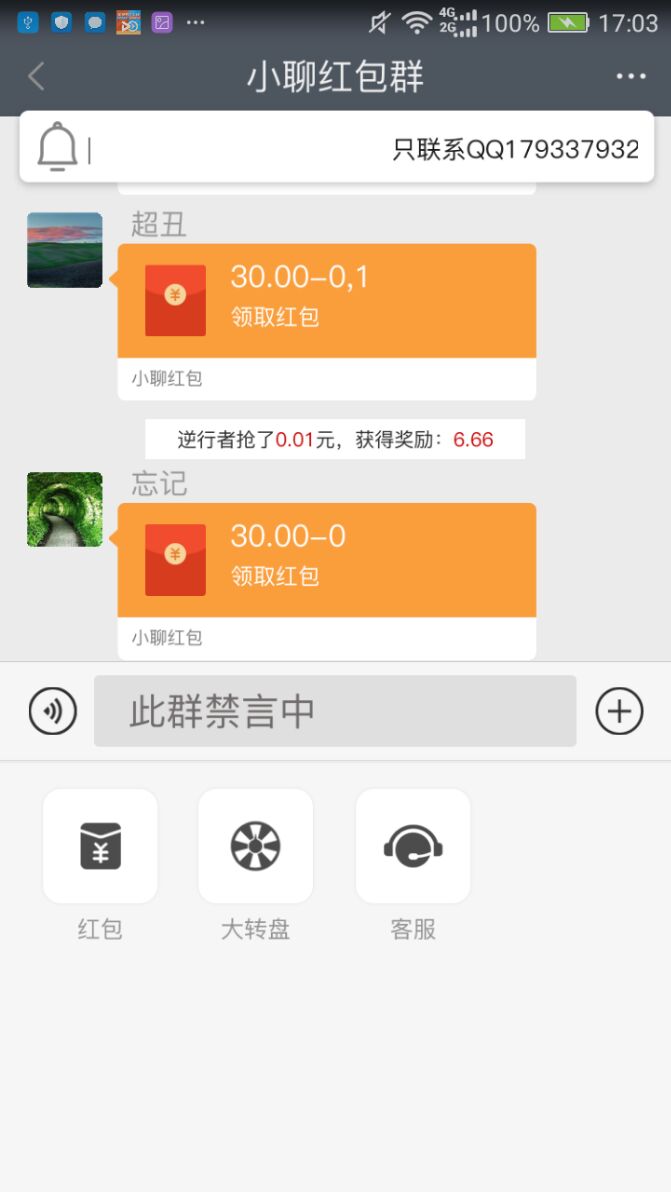 4G
2G
100%
17:03
小聊红包群
只联系QQ179337932
超丑
30.00-0,1
领取红包
小聊红包
逆行者抢了0.01元，获得奖励：6.66
忘记
30.00-0
领取红包
小聊红包
此群禁言中
红包
大转盘
客服